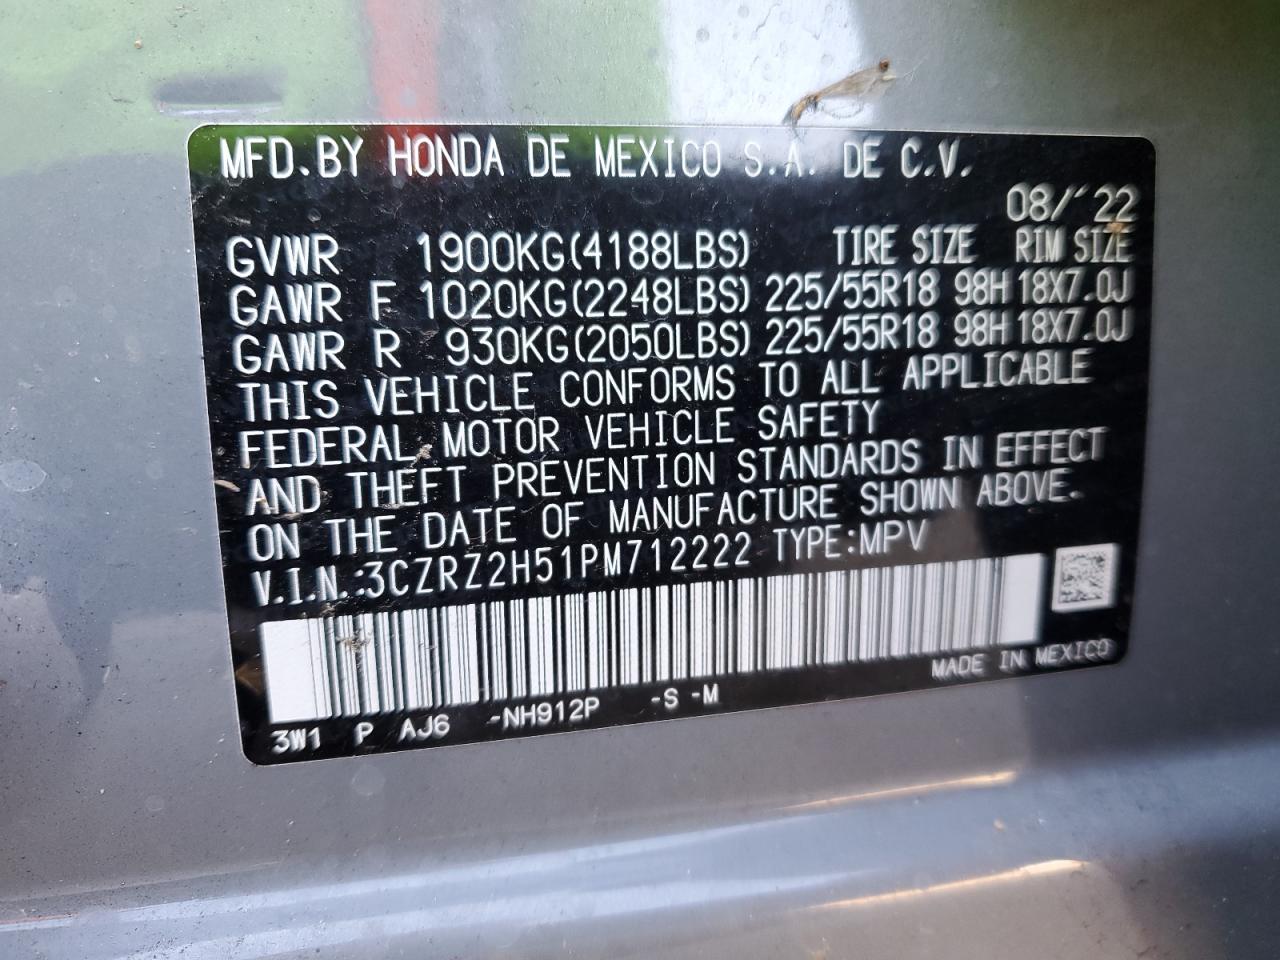 MFD.BY HONDA DE MEXICO S.A. DE C.V.
08/'22
GVWR 1900KG(4188LBS) TIRE SIZE RIM SIZE
GAWR F 1020KG(2248LBS) 225/55R18 98H 18X7.0J
GAWR R 930KG(2050LBS) 225/55R18 98H 18X7.0J
THIS VEHICLE CONFORMS TO ALL APPLICABLE
FEDERAL MOTOR VEHICLE SAFETY
AND THEFT PREVENTION STANDARDS IN EFFECT
ON THE DATE OF MANUFACTURE SHOWN ABOVE.
V.I.N.:3CZRZ2H51PM712222 TYPE:MPV
MADE IN MEXICO
3W1 P AJ6 -NH912P -S -M